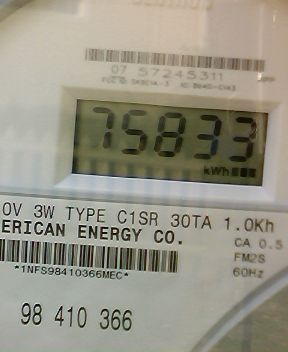 07 57245311
75833
kWh
0V 3W TYPE C1SR 30TA 1.0Kh
ERICAN ENERGY CO.
CA 0.5
FM2S
60Hz
*1NFS98410366MEC*
98 410 366